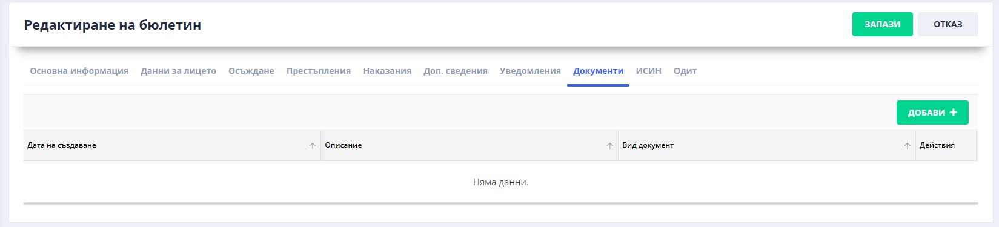 Редактиране на бюлетин
ЗАПАЗИ
ОТКАЗ
Основна информация Данни за лицето Осъждане Престъпления Наказания Доп. сведения Уведомления Документи ИСИН Одит
ДОБАВИ
Дата на създаване Описание Вид документ Действия
Няма данни.